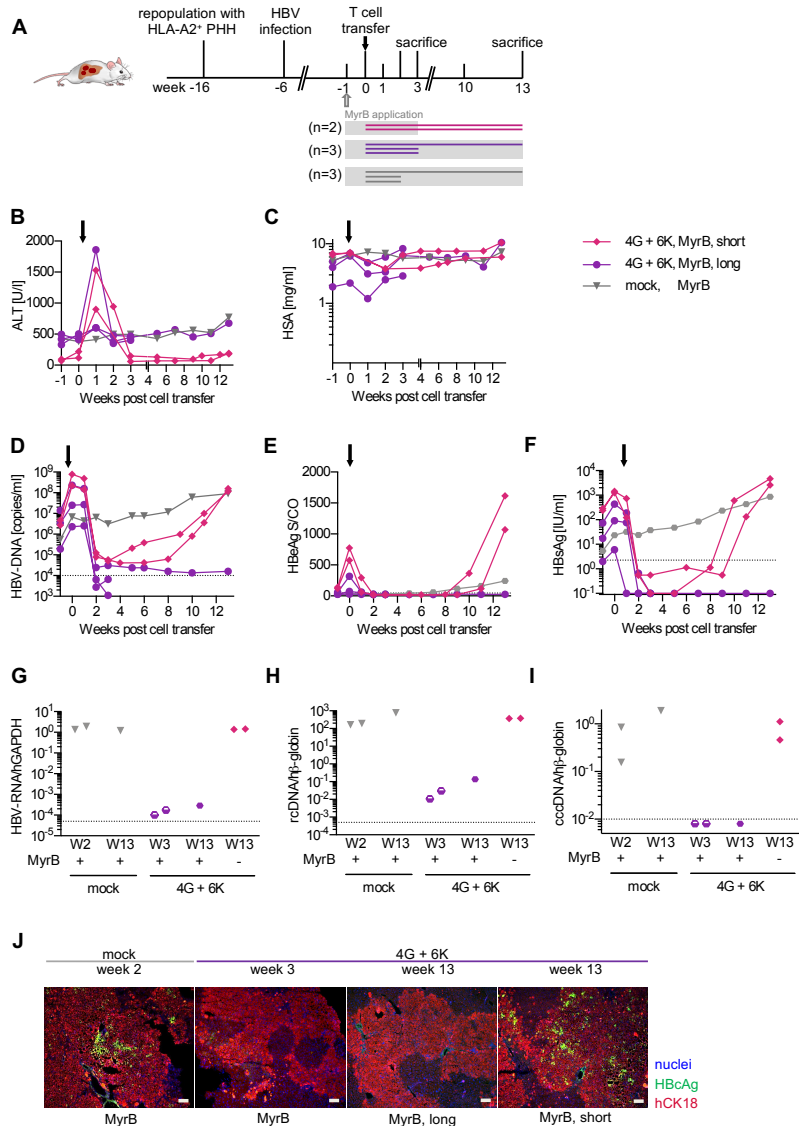 A
repopulation with
HLA-A2+ PHH
HBV
infection
T cell
transfer
sacrifice
sacrifice
week -16
-6
-1
0
1
3
10
13
MyrB application
(n=2)
(n=3)
(n=3)
B
ALT [U/l]
2000
1500
1000
500
0
-1 0 1 2 3 4 6 8 10 12
Weeks post cell transfer
C
HSA [mg/ml]
10
1
-1 0 1 2 3 4 6 8 10 12
Weeks post cell transfer
4G + 6K, MyrB, short
4G + 6K, MyrB, long
mock, MyrB
D
HBV-DNA [copies/ml]
10⁹
10⁸
10⁷
10⁶
10⁵
10⁴
10³
0 2 4 6 8 10 12
Weeks post cell transfer
E
HBeAg S/CO
2000
1500
1000
500
0
0 2 4 6 8 10 12
Weeks post cell transfer
F
HBsAg [IU/ml]
10⁴
10³
10²
10¹
10⁰
10⁻¹
0 2 4 6 8 10 12
Weeks post cell transfer
G
HBV-RNA/hGAPDH
10¹
10⁰
10⁻¹
10⁻²
10⁻³
10⁻⁴
10⁻⁵
W2 W13 W3 W13 W13
MyrB + + + + -
mock 4G + 6K
H
rcDNA/hβ-globin
10³
10²
10¹
10⁰
10⁻¹
10⁻²
10⁻³
10⁻⁴
W2 W13 W3 W13 W13
MyrB + + + + -
mock 4G + 6K
I
cccDNA/hβ-globin
10⁰
10⁻¹
10⁻²
W2 W13 W3 W13 W13
MyrB + + + + -
mock 4G + 6K
J
mock 4G + 6K
week 2 week 3 week 13 week 13
nuclei
HBcAg
hCK18
MyrB MyrB MyrB, long MyrB, short